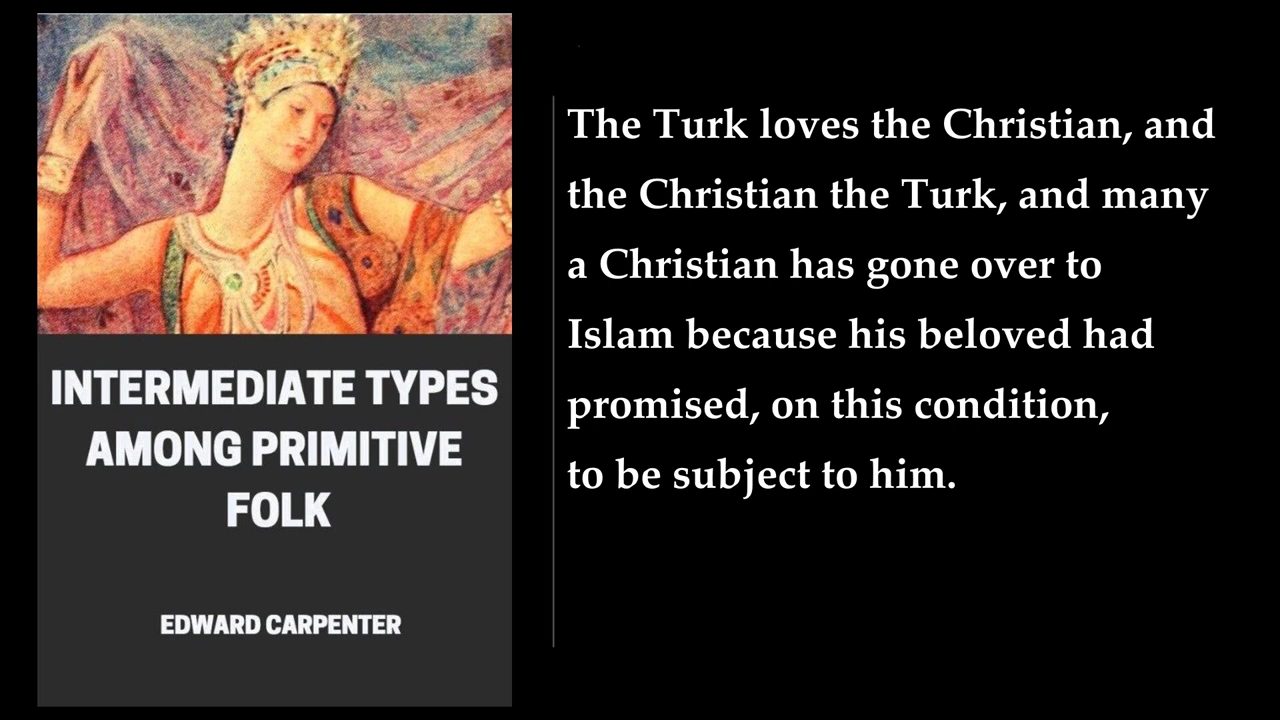 INTERMEDIATE TYPES
AMONG PRIMITIVE
FOLK
EDWARD CARPENTER
The Turk loves the Christian, and
the Christian the Turk, and many
a Christian has gone over to
Islam because his beloved had
promised, on this condition,
to be subject to him.